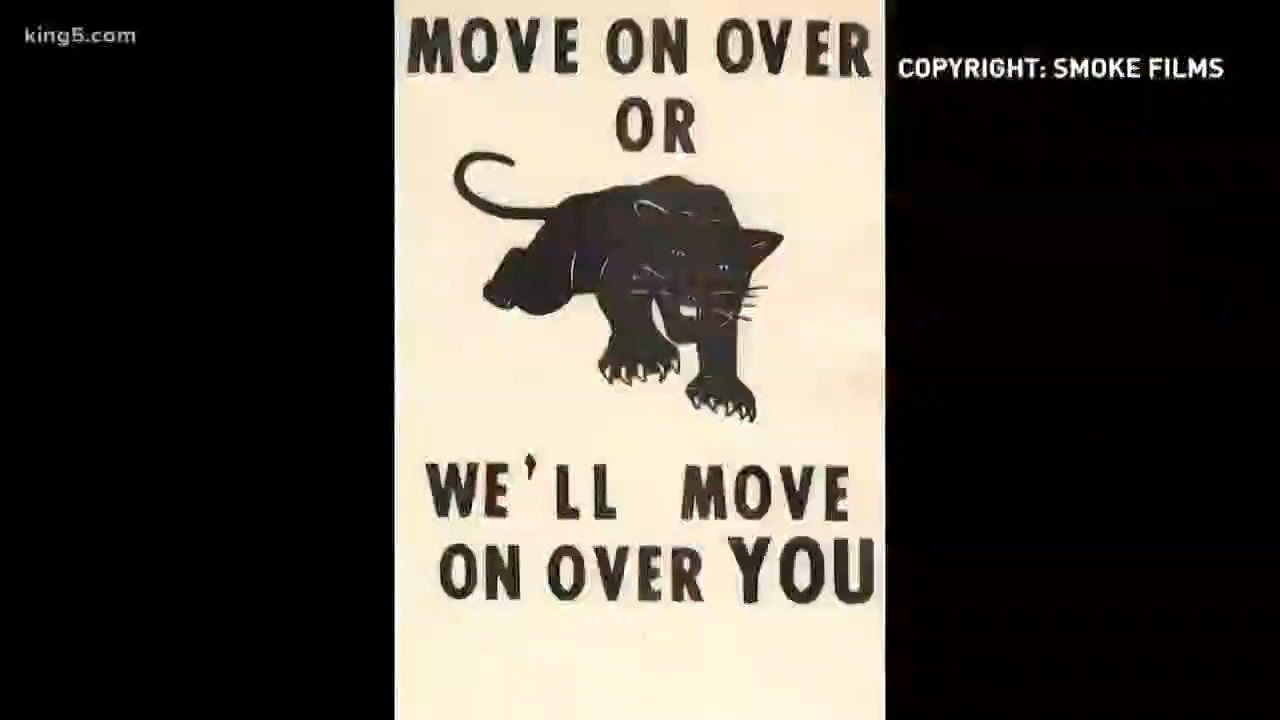 king5.com
MOVE ON OVER
COPYRIGHT: SMOKE FILMS
OR
WE'LL MOVE
ON OVER YOU